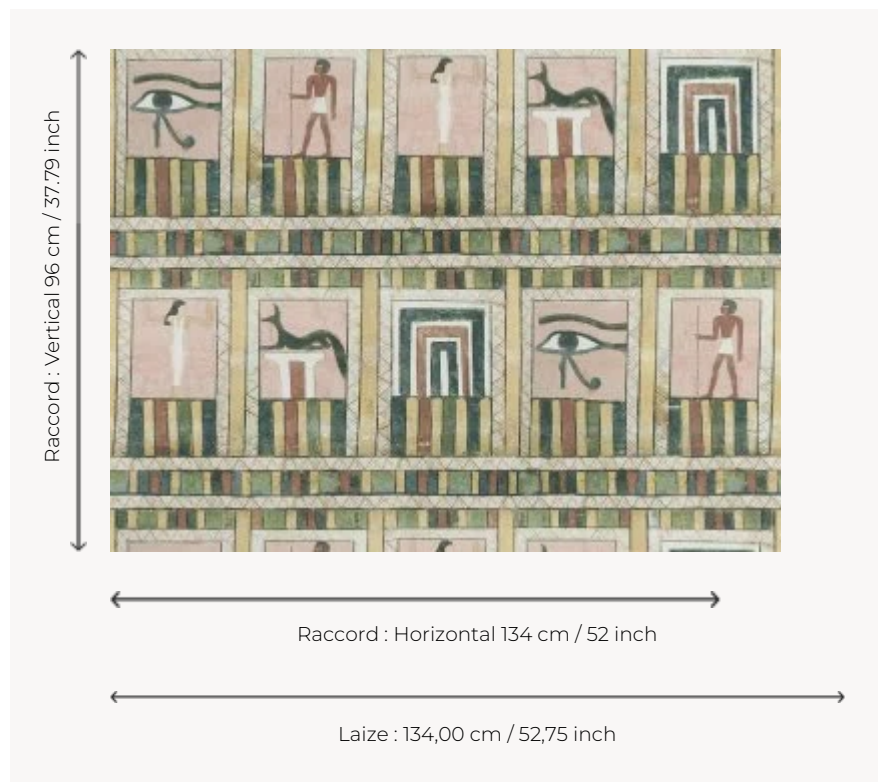 Raccord : Vertical 96 cm / 37.79 inch
Raccord : Horizontal 134 cm / 52 inch
Laize : 134,00 cm / 52,75 inch